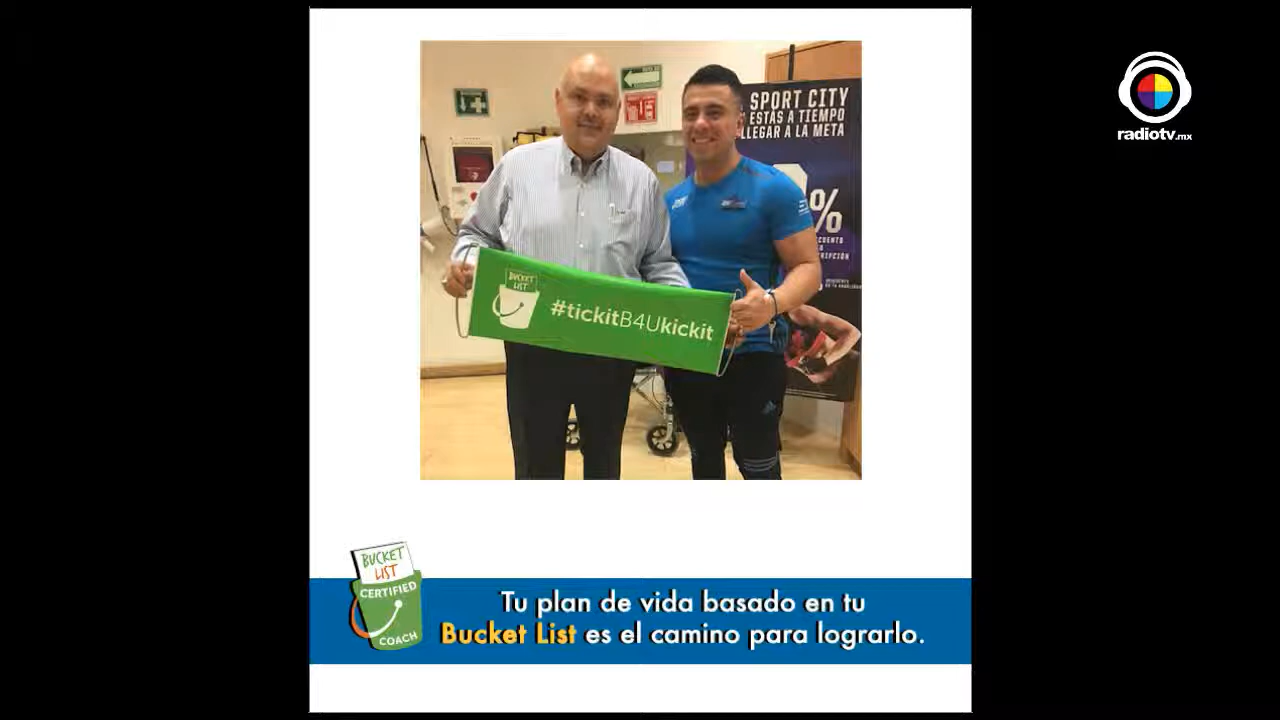 radiotv.mx
SPORT CITY
ESTÁS A TIEMPO
LLEGAR A LA META
%
BUCKET
LIST
#tickitB4Ukickit
BUCKET
LIST
CERTIFIED
COACH
Tu plan de vida basado en tu
Bucket List es el camino para lograrlo.